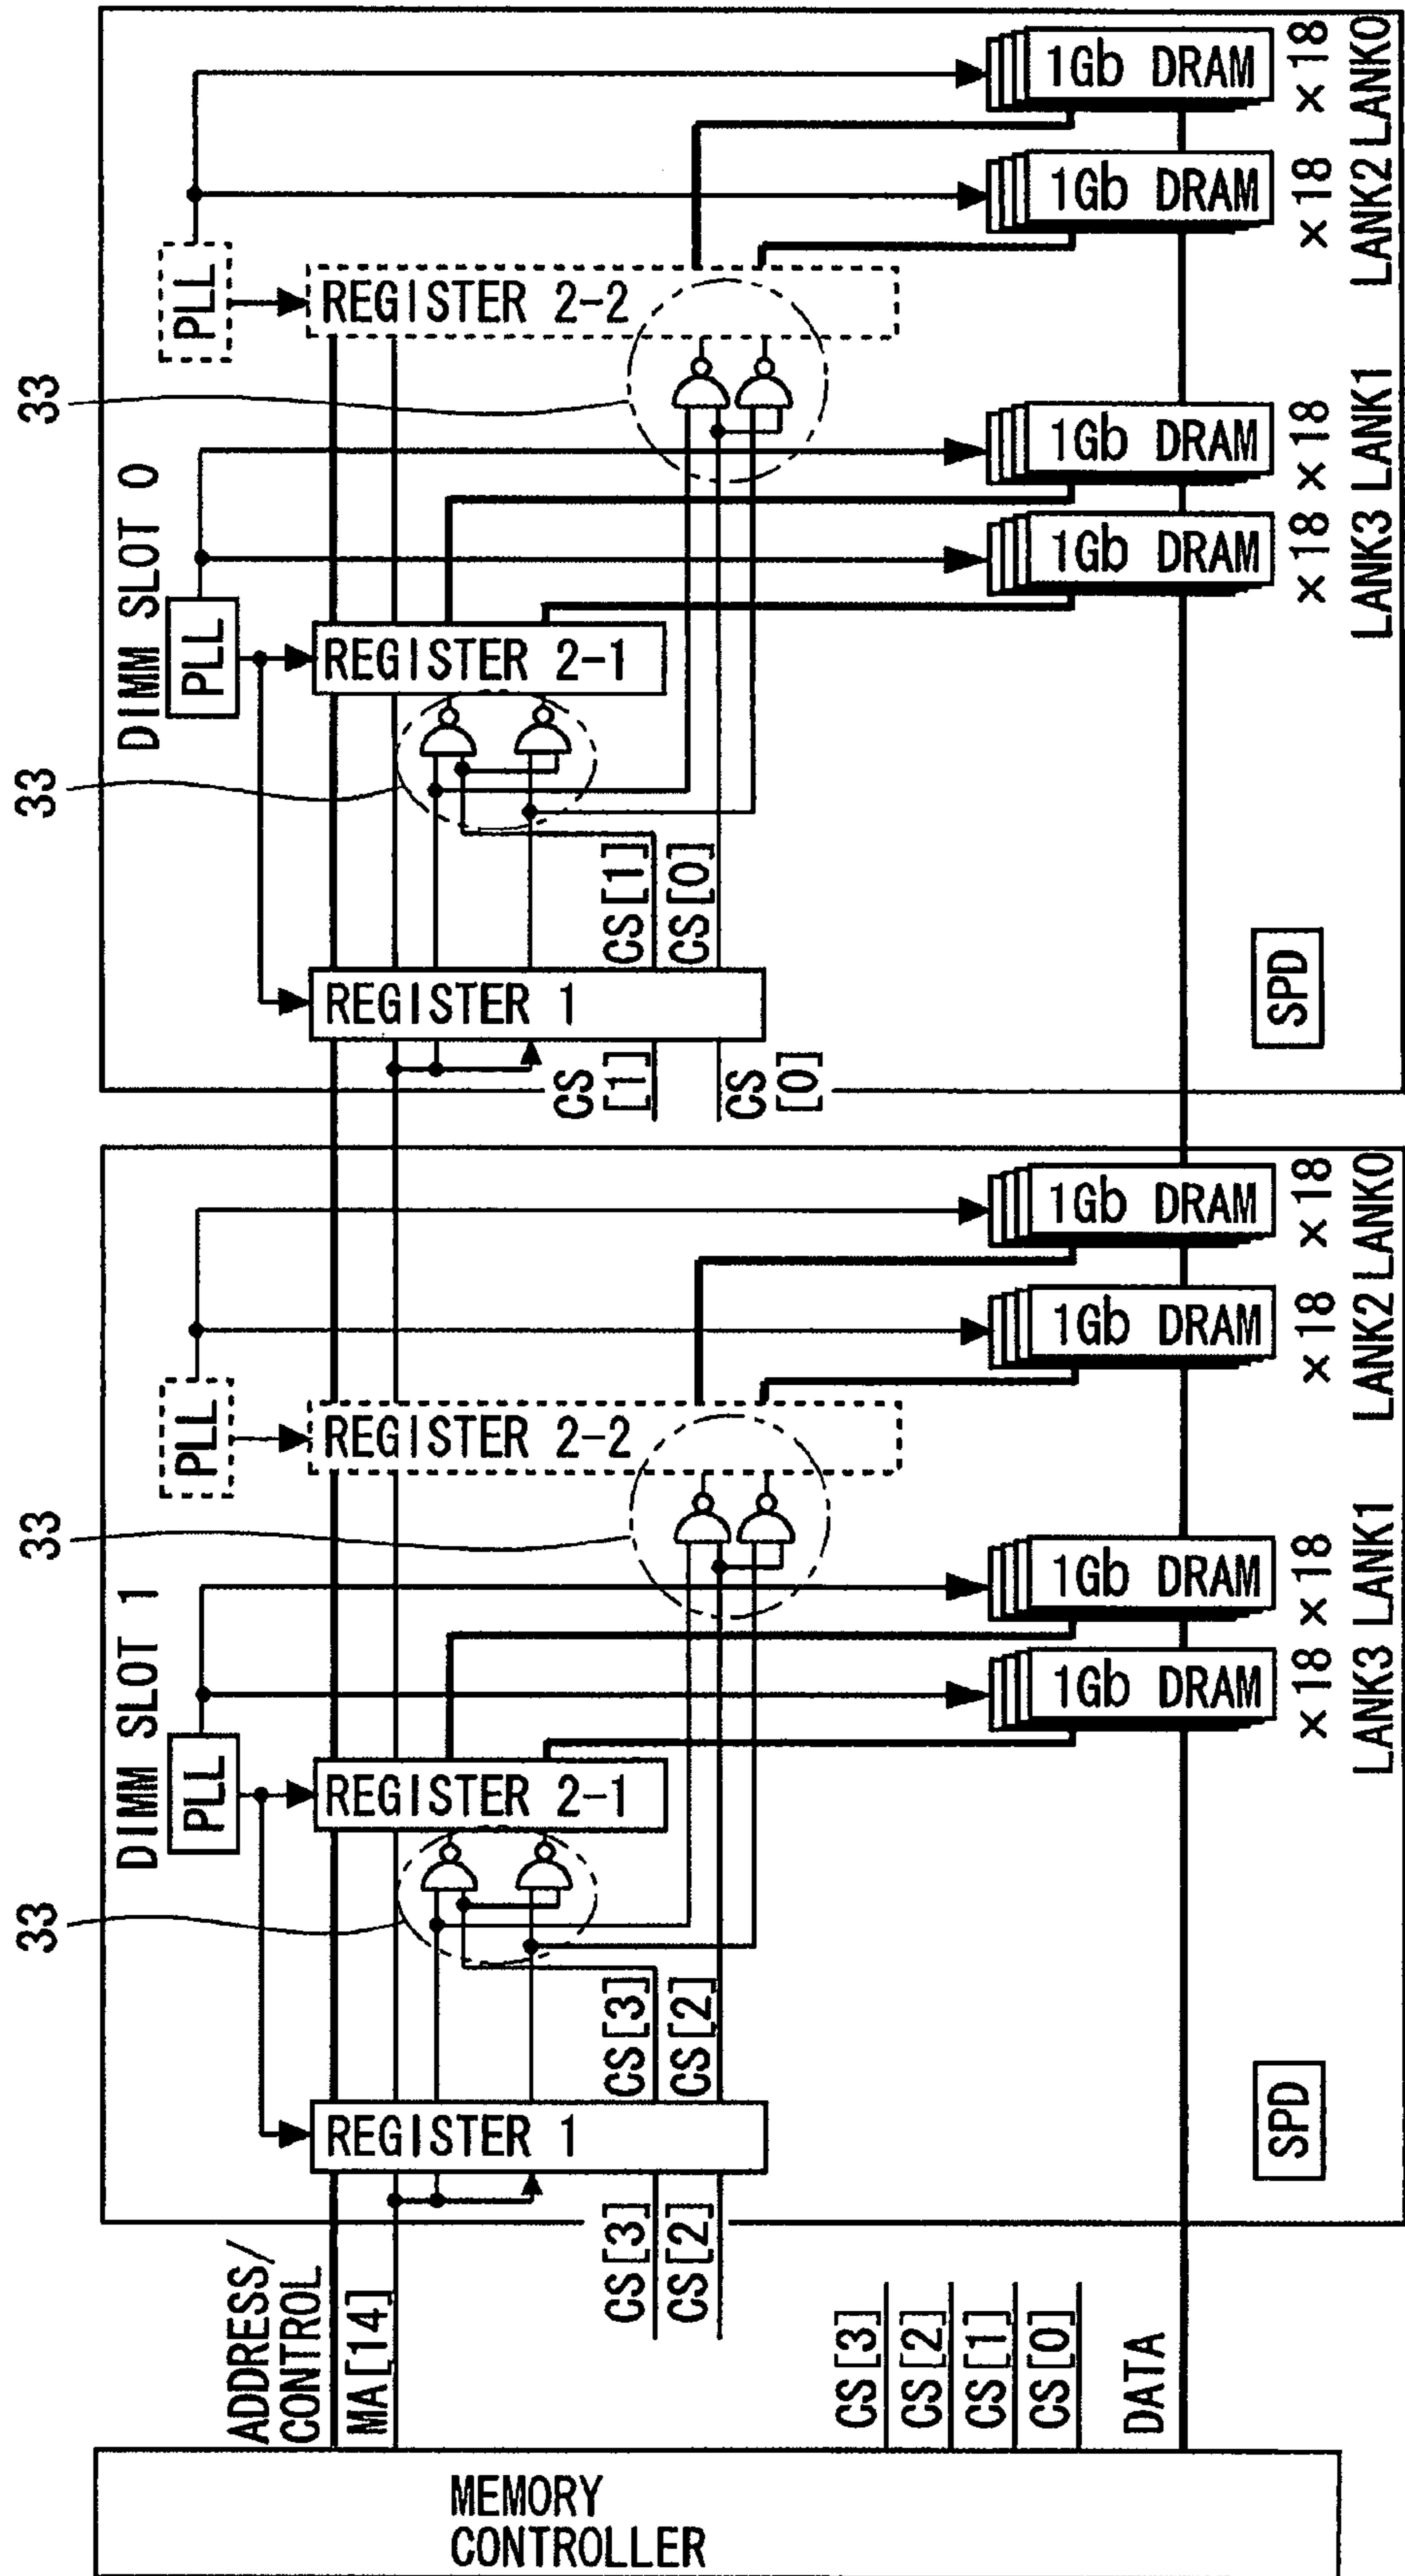 33
33
DIMM SLOT 0
PLL
PLL
REGISTER 1
REGISTER 2-1
REGISTER 2-2
CS
[1]
CS
[0]
CS[1]
CS[0]
1Gb DRAM
1Gb DRAM
1Gb DRAM
1Gb DRAM
×18 ×18
×18 ×18
LANK3 LANK1
LANK2 LANK0
SPD
33
33
DIMM SLOT 1
PLL
PLL
REGISTER 1
REGISTER 2-1
REGISTER 2-2
CS[3]
CS[2]
CS[3]
CS[2]
1Gb DRAM
1Gb DRAM
1Gb DRAM
1Gb DRAM
×18 ×18
×18 ×18
LANK3 LANK1
LANK2 LANK0
SPD
ADDRESS/
CONTROL
MA[14]
CS[3]
CS[2]
CS[1]
CS[0]
DATA
MEMORY
CONTROLLER